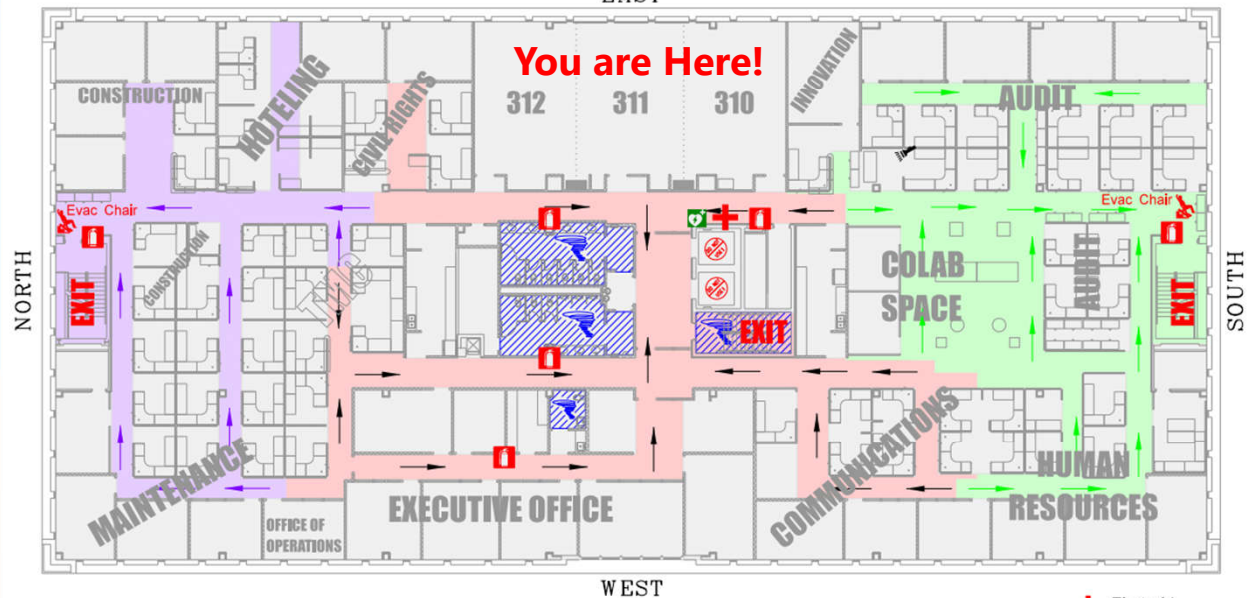 EAST
You are Here!
CONSTRUCTION
HOTELING
CIVIL RIGHTS
312
311
310
INNOVATION
AUDIT
Evac Chair
Evac Chair
NORTH
EXIT
CONSTRUCTION
TMC
COLAB
SPACE
AUDIT
EXIT
EXIT
SOUTH
MAINTENANCE
OFFICE OF
OPERATIONS
EXECUTIVE OFFICE
COMMUNICATIONS
HUMAN
RESOURCES
WEST